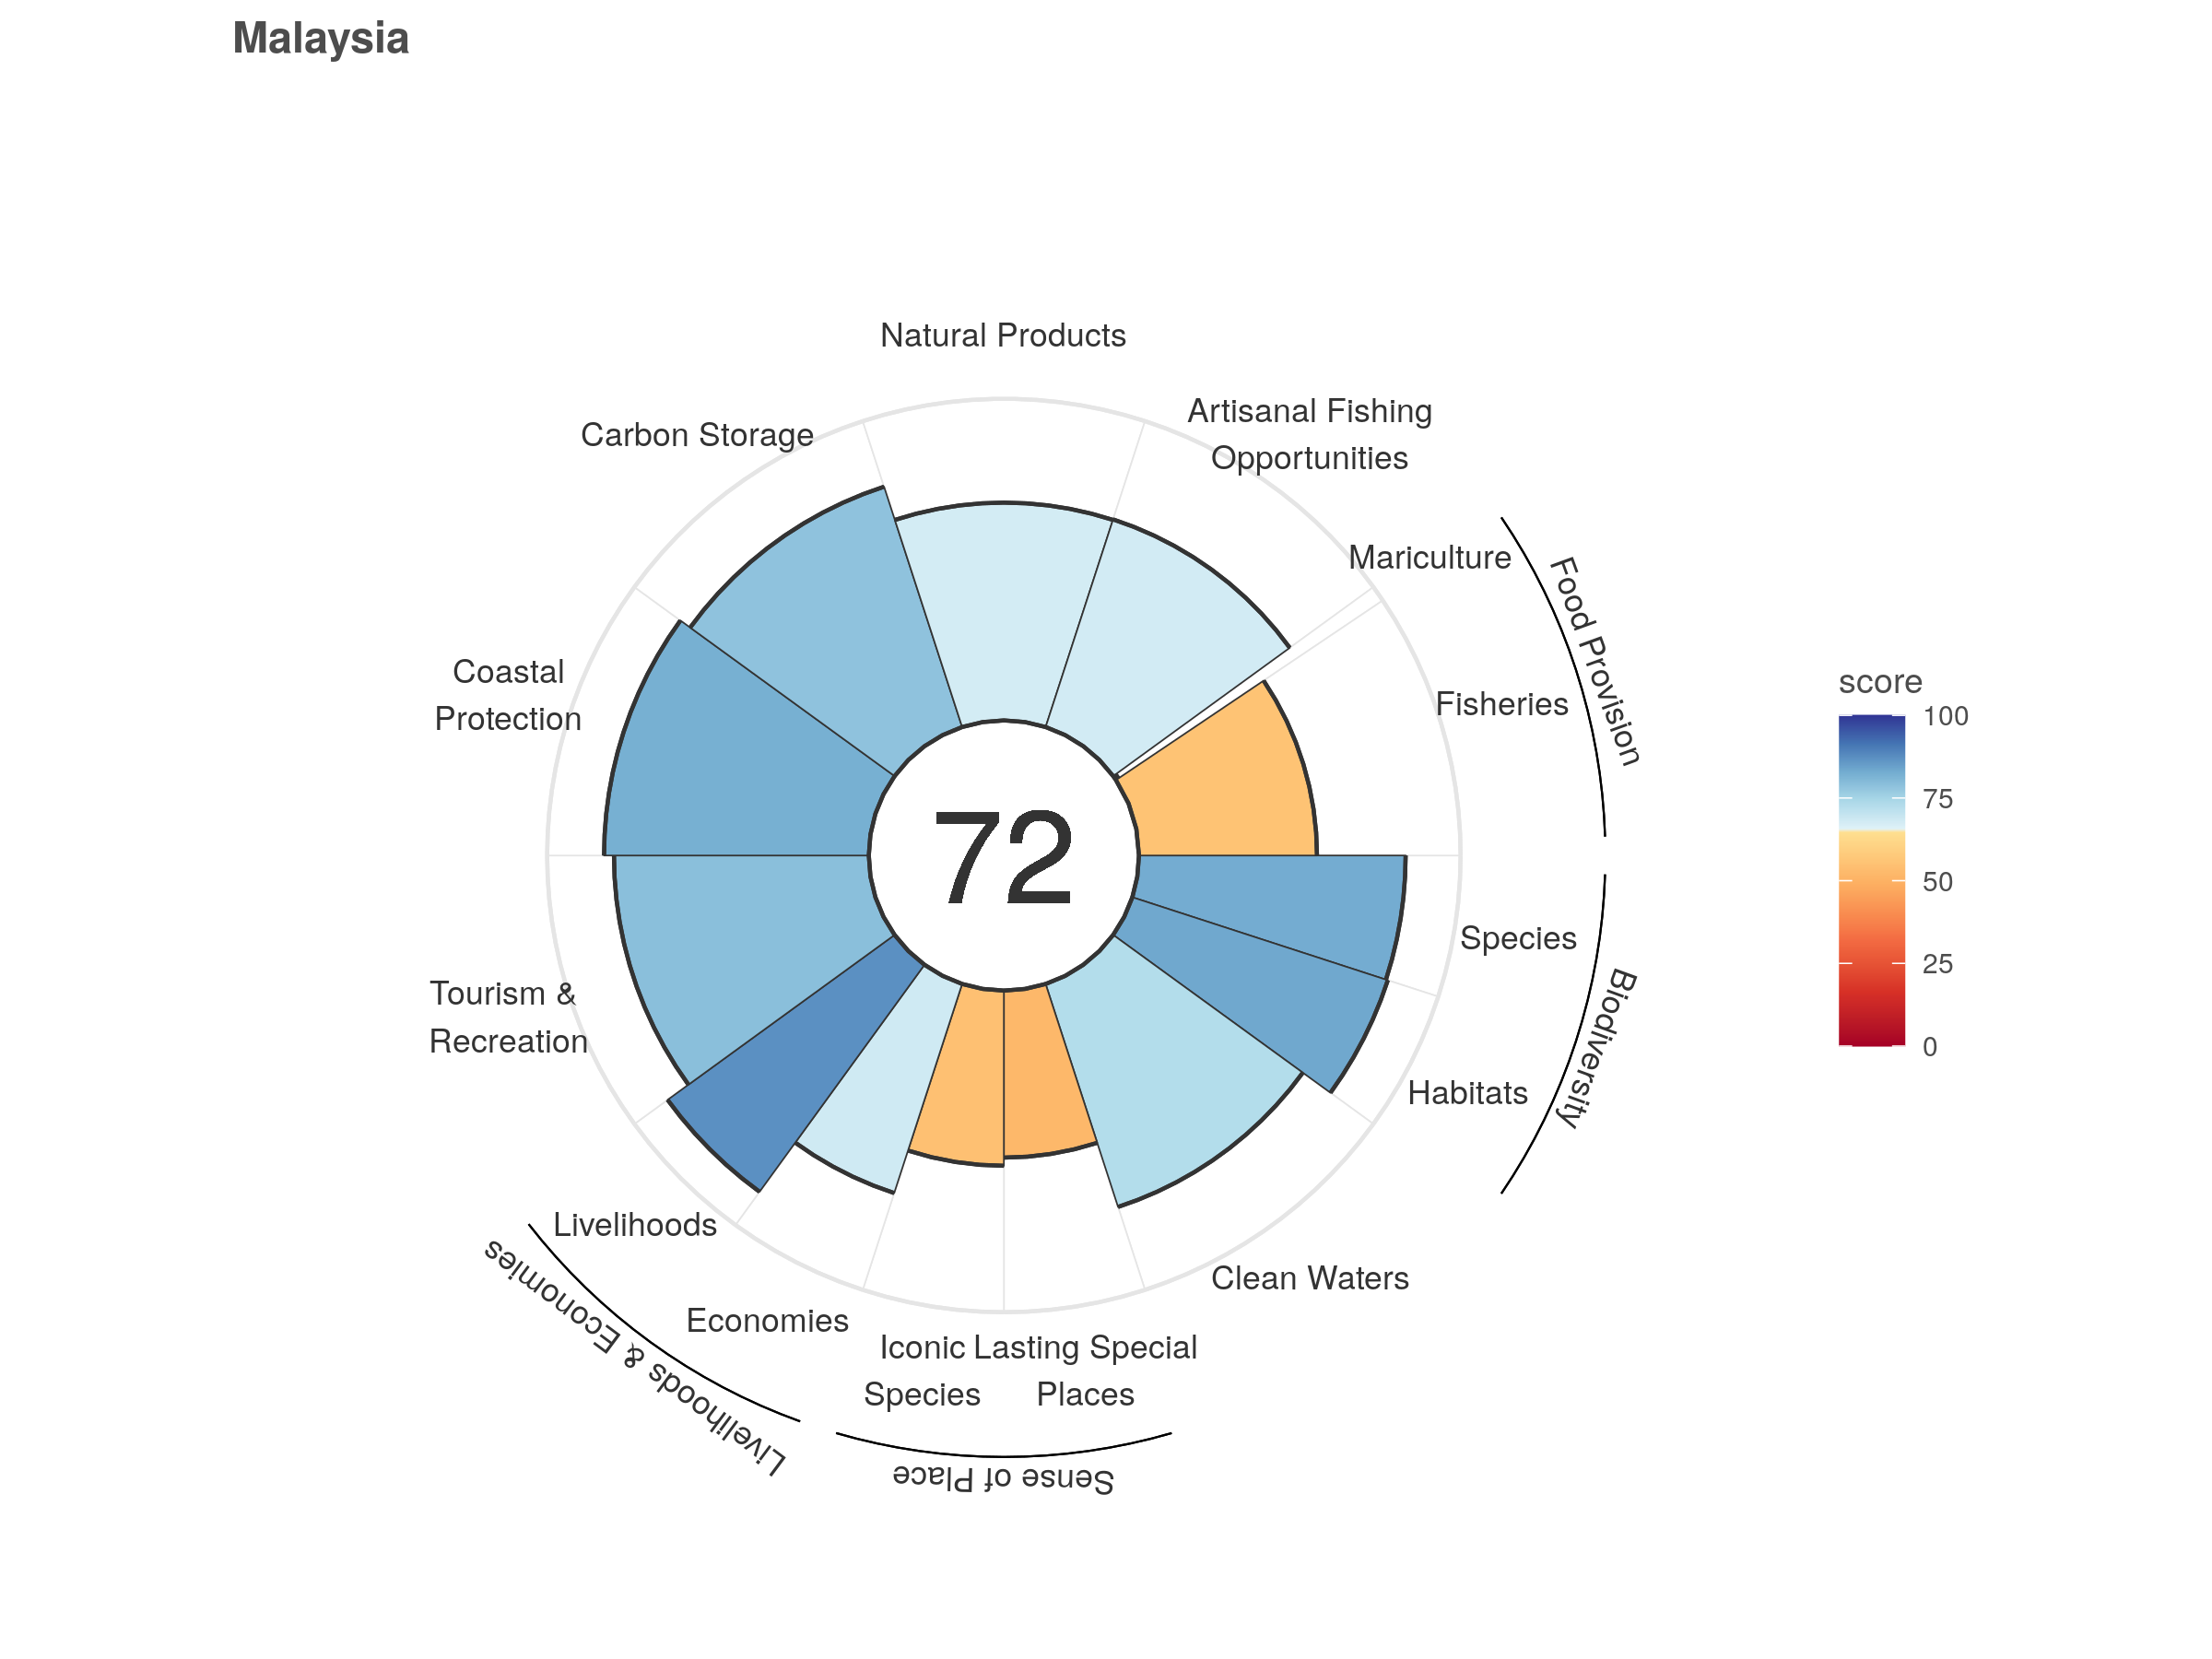 Malaysia
Natural Products
Artisanal Fishing
Opportunities
Carbon Storage
Mariculture
Food Provision
Fisheries
Coastal
Protection
72
score
100
75
50
25
0
Species
Biodiversity
Habitats
Tourism &
Recreation
Livelihoods
Livelihoods & Economies
Economies
Clean Waters
Iconic
Species
Lasting Special
Places
Sense of Place